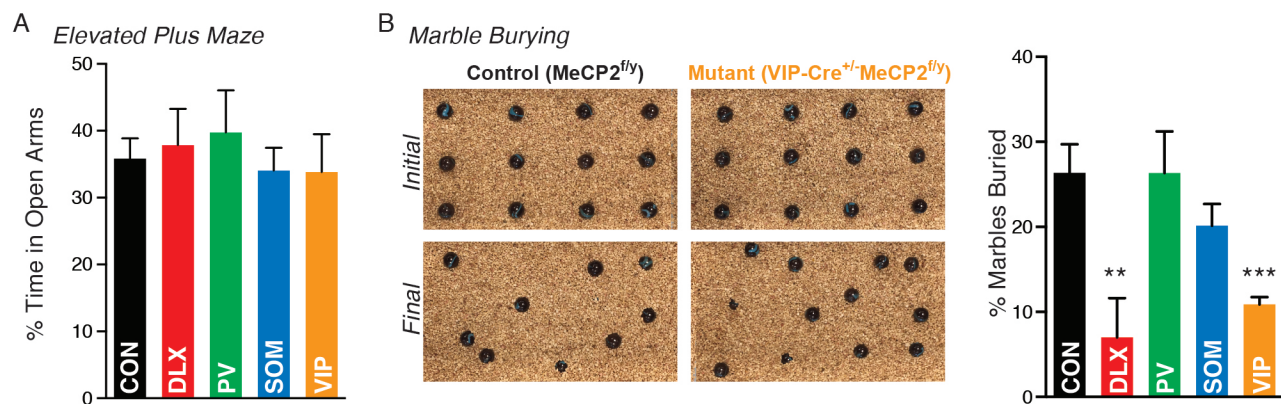 A Elevated Plus Maze
% Time in Open Arms
50
40
30
20
10
0
CON
DLX
PV
SOM
VIP
B Marble Burying
Control (MeCP2f/y)
Mutant (VIP-Cre+/-MeCP2f/y)
Initial
Final
% Marbles Buried
40
30
20
10
0
**
***
CON
DLX
PV
SOM
VIP